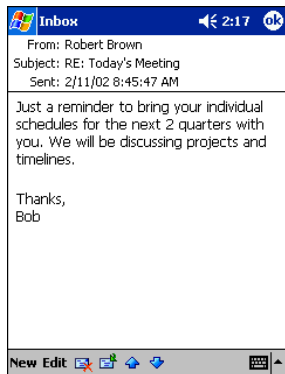 Inbox 2:17 ok
From: Robert Brown
Subject: RE: Today's Meeting
Sent: 2/11/02 8:45:47 AM
Just a reminder to bring your individual
schedules for the next 2 quarters with
you. We will be discussing projects and
timelines.
Thanks,
Bob
New Edit